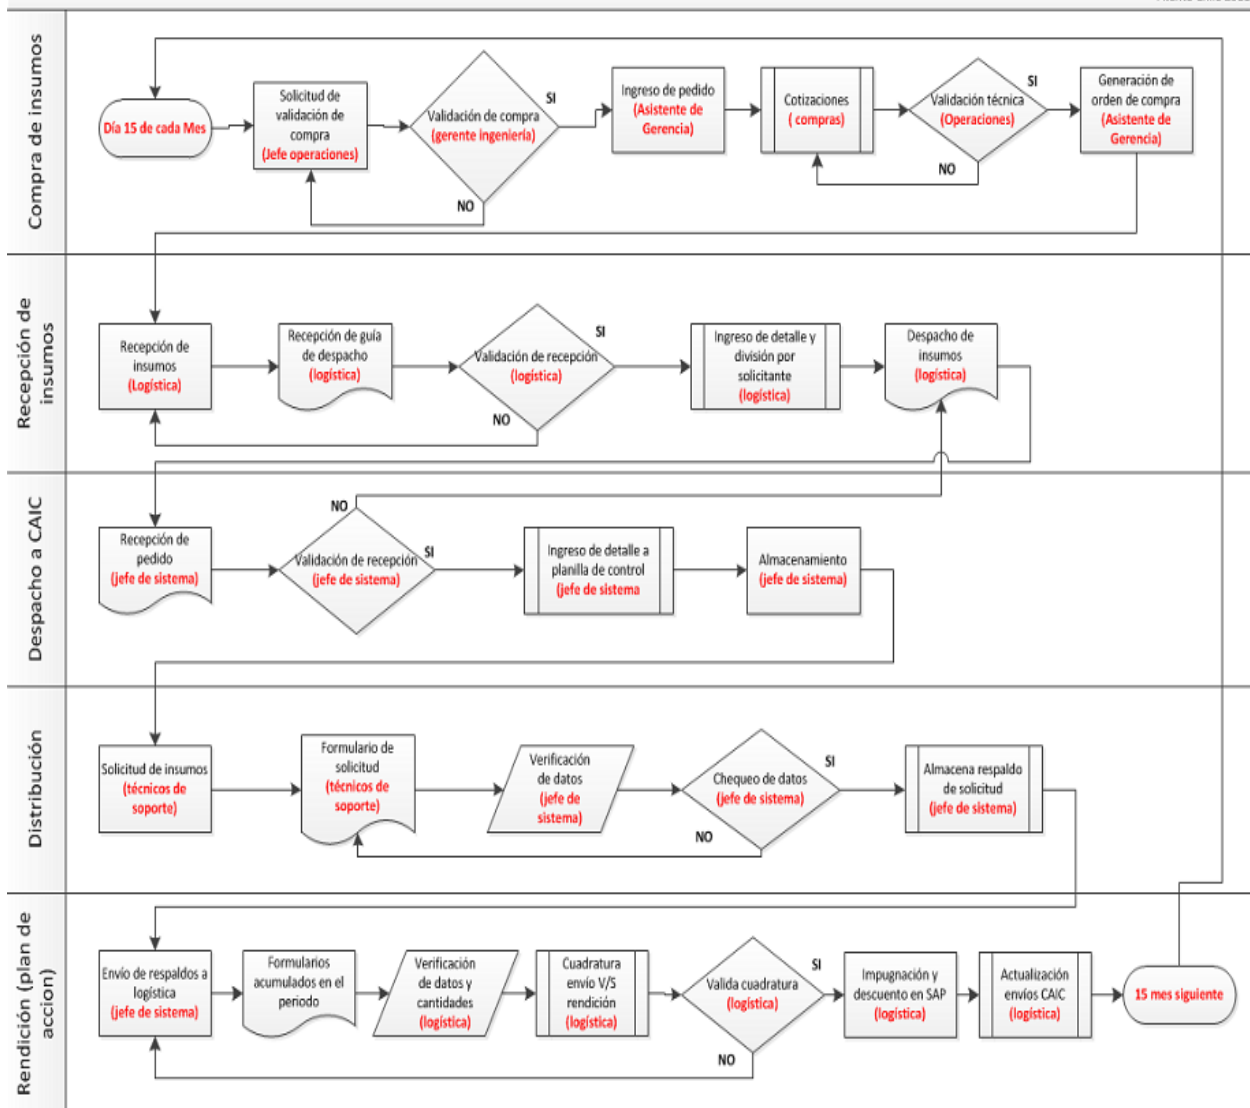 Compra de insumos
Día 15 de cada Mes
Solicitud de
validación de
compra
(Jefe operaciones)
Validación de compra
(gerente ingeniería)
SI
NO
Ingreso de pedido
(Asistente de
Gerencia)
Cotizaciones
( compras)
Validación técnica
(Operaciones)
SI
NO
Generación de
orden de compra
(Asistente de
Gerencia)
Recepción de
insumos
Recepción de
insumos
(Logística)
Recepción de guía
de despacho
(logística)
Validación de recepción
(logística)
SI
NO
Ingreso de detalle y
división por
solicitante
(logística)
Despacho de
insumos
(logística)
Despacho a CAIC
Recepción de
pedido
(jefe de sistema)
NO
Validación de recepción
(jefe de sistema)
SI
Ingreso de detalle a
planilla de control
(jefe de sistema
Almacenamiento
(jefe de sistema)
Distribución
Solicitud de insumos
(técnicos de
soporte)
Formulario de
solicitud
(técnicos de
soporte)
Verificación
de datos
(jefe de
sistema)
Chequeo de datos
(jefe de sistema)
SI
NO
Almacena respaldo
de solicitud
(jefe de sistema)
Rendición (plan de
accion)
Envío de respaldos a
logística
(jefe de sistema)
Formularios
acumulados en el
periodo
Verificación
de datos y
cantidades
(logística)
Cuadratura
envío V/S
rendición
(logística)
Valida cuadratura
(logística)
SI
NO
Impugnación y
descuento en SAP
(logística)
Actualización
envíos CAIC
(logística)
15 mes siguiente